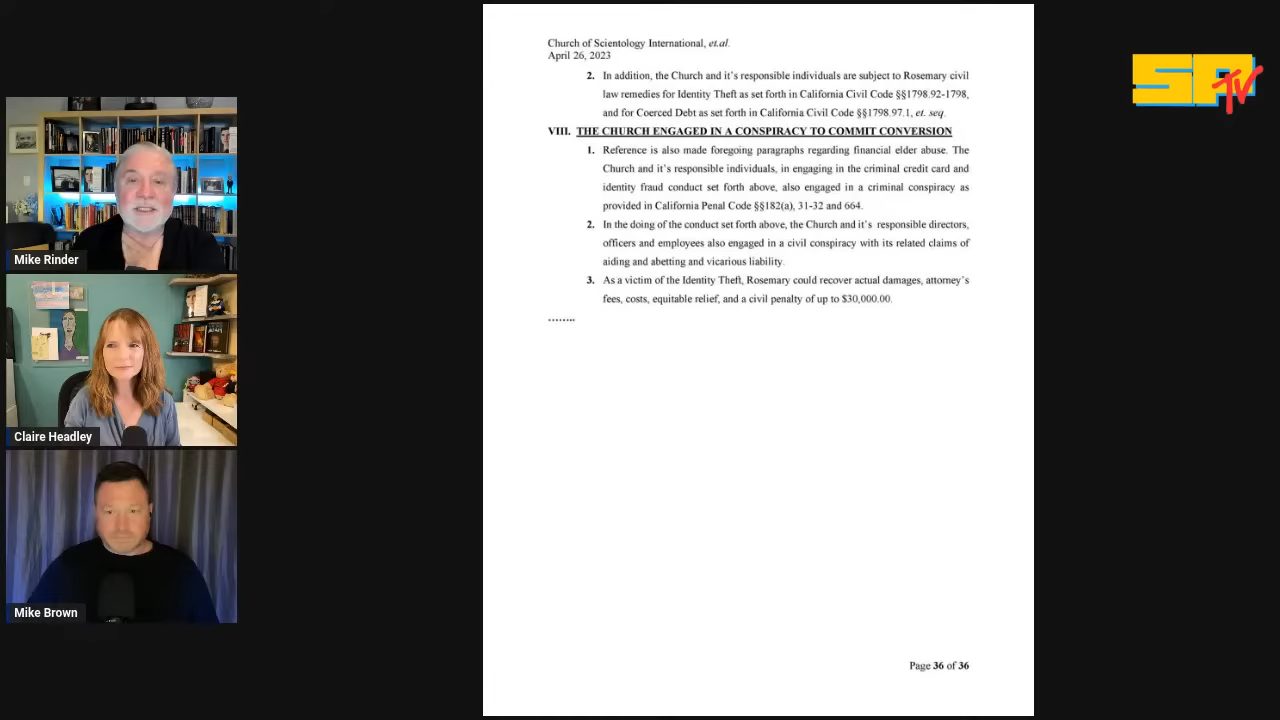 Church of Scientology International, et.al.
April 26, 2023
2. In addition, the Church and it's responsible individuals are subject to Rosemary civil
law remedies for Identity Theft as set forth in California Civil Code §§1798.92-1798,
and for Coerced Debt as set forth in California Civil Code §§1798.97.1, et. seq.
VIII. THE CHURCH ENGAGED IN A CONSPIRACY TO COMMIT CONVERSION
1. Reference is also made foregoing paragraphs regarding financial elder abuse. The
Church and it's responsible individuals, in engaging in the criminal credit card and
identity fraud conduct set forth above, also engaged in a criminal conspiracy as
provided in California Penal Code §§182(a), 31-32 and 664.
2. In the doing of the conduct set forth above, the Church and it's responsible directors,
officers and employees also engaged in a civil conspiracy with its related claims of
aiding and abetting and vicarious liability.
3. As a victim of the Identity Theft, Rosemary could recover actual damages, attorney's
fees, costs, equitable relief, and a civil penalty of up to $30,000.00.
........
Page 36 of 36
Mike Rinder
Claire Headley
Mike Brown
SPTV